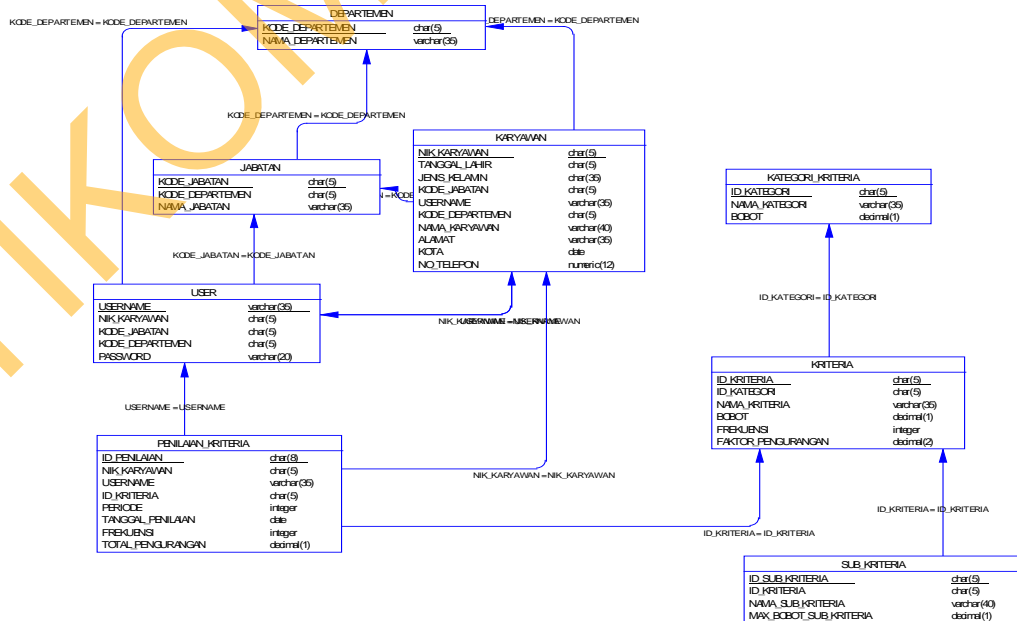 DEPARTEMEN
KODE_DEPARTEMEN char(5)
NAMA_DEPARTEMEN varchar(35)
KODE_DEPARTEMEN = KODE_DEPARTEMEN
DEPARTEMEN = KODE_DEPARTEMEN
KODE_DEPARTEMEN = KODE_DEPARTEMEN
KARYAWAN
NIK_KARYAWAN char(5)
TANGGAL_LAHIR char(5)
JENIS_KELAMIN char(35)
KODE_JABATAN char(5)
USERNAME varchar(35)
KODE_DEPARTEMEN char(5)
NAMA_KARYAWAN varchar(40)
ALAMAT varchar(35)
KOTA date
NO_TELEPON numeric(12)
JABATAN
KODE_JABATAN char(5)
KODE_DEPARTEMEN char(5)
NAMA_JABATAN varchar(35)
KATEGORI_KRITERIA
ID_KATEGORI char(5)
NAMA_KATEGORI varchar(35)
BOBOT decimal(1)
KODE_JABATAN = KODE_JABATAN
USER
USERNAME varchar(35)
NIK_KARYAWAN char(5)
KODE_JABATAN char(5)
KODE_DEPARTEMEN char(5)
PASSWORD varchar(20)
ID_KATEGORI = ID_KATEGORI
KRITERIA
ID_KRITERIA char(5)
ID_KATEGORI char(5)
NAMA_KRITERIA varchar(35)
BOBOT decimal(1)
FREKUENSI integer
FAKTOR_PENGURANGAN decimal(2)
USERNAME = USERNAME
PENILAIAN_KRITERIA
ID_PENILAIAN char(8)
NIK_KARYAWAN char(5)
USERNAME varchar(35)
ID_KRITERIA char(5)
PERIODE integer
TANGGAL_PENILAIAN date
FREKUENSI integer
TOTAL_PENGURANGAN decimal(1)
NIK_KARYAWAN = NIK_KARYAWAN
ID_KRITERIA = ID_KRITERIA
ID_KRITERIA = ID_KRITERIA
SUB_KRITERIA
ID_SUB_KRITERIA char(5)
ID_KRITERIA char(5)
NAMA_SUB_KRITERIA varchar(40)
MAX_BOBOT_SUB_KRITERIA decimal(1)